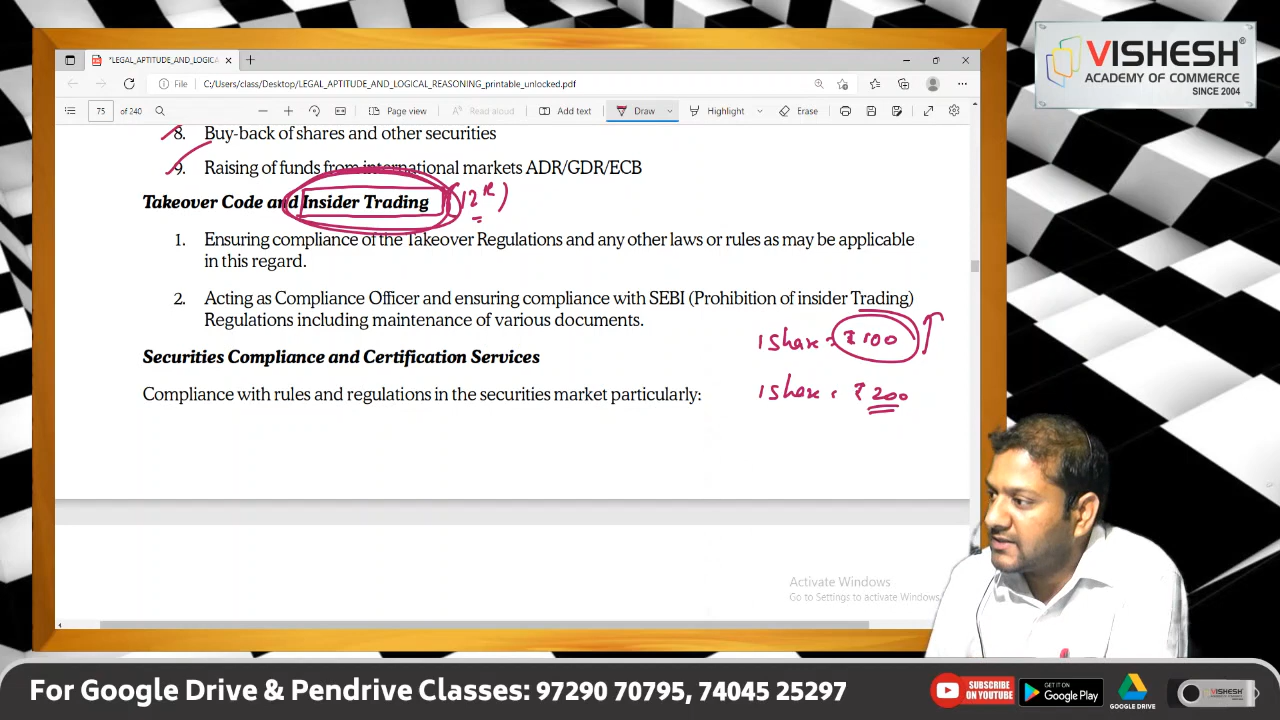 *LEGAL_APTITUDE_AND_LOGICA
VISHESH®
ACADEMY OF COMMERCE
SINCE 2004
File
C:/Users/class/Desktop/LEGAL_APTITUDE_AND_LOGICAL_REASONING_printable_unlocked.pdf
75 of 240
Page view
Read aloud
Add text
Draw
Highlight
Erase
8. Buy-back of shares and other securities
9. Raising of funds from international markets ADR/GDR/ECB
Takeover Code and Insider Trading
1. Ensuring compliance of the Takeover Regulations and any other laws or rules as may be applicable
in this regard.
2. Acting as Compliance Officer and ensuring compliance with SEBI (Prohibition of insider Trading)
Regulations including maintenance of various documents.
1 Share = ₹100
Securities Compliance and Certification Services
Compliance with rules and regulations in the securities market particularly:
1 Share = ₹200
Activate Windows
Go to Settings to activate Windows.
For Google Drive & Pendrive Classes: 97290 70795, 74045 25297
SUBSCRIBE
ON YOUTUBE
GET IT ON
Google Play
GOOGLE DRIVE
VISHESH